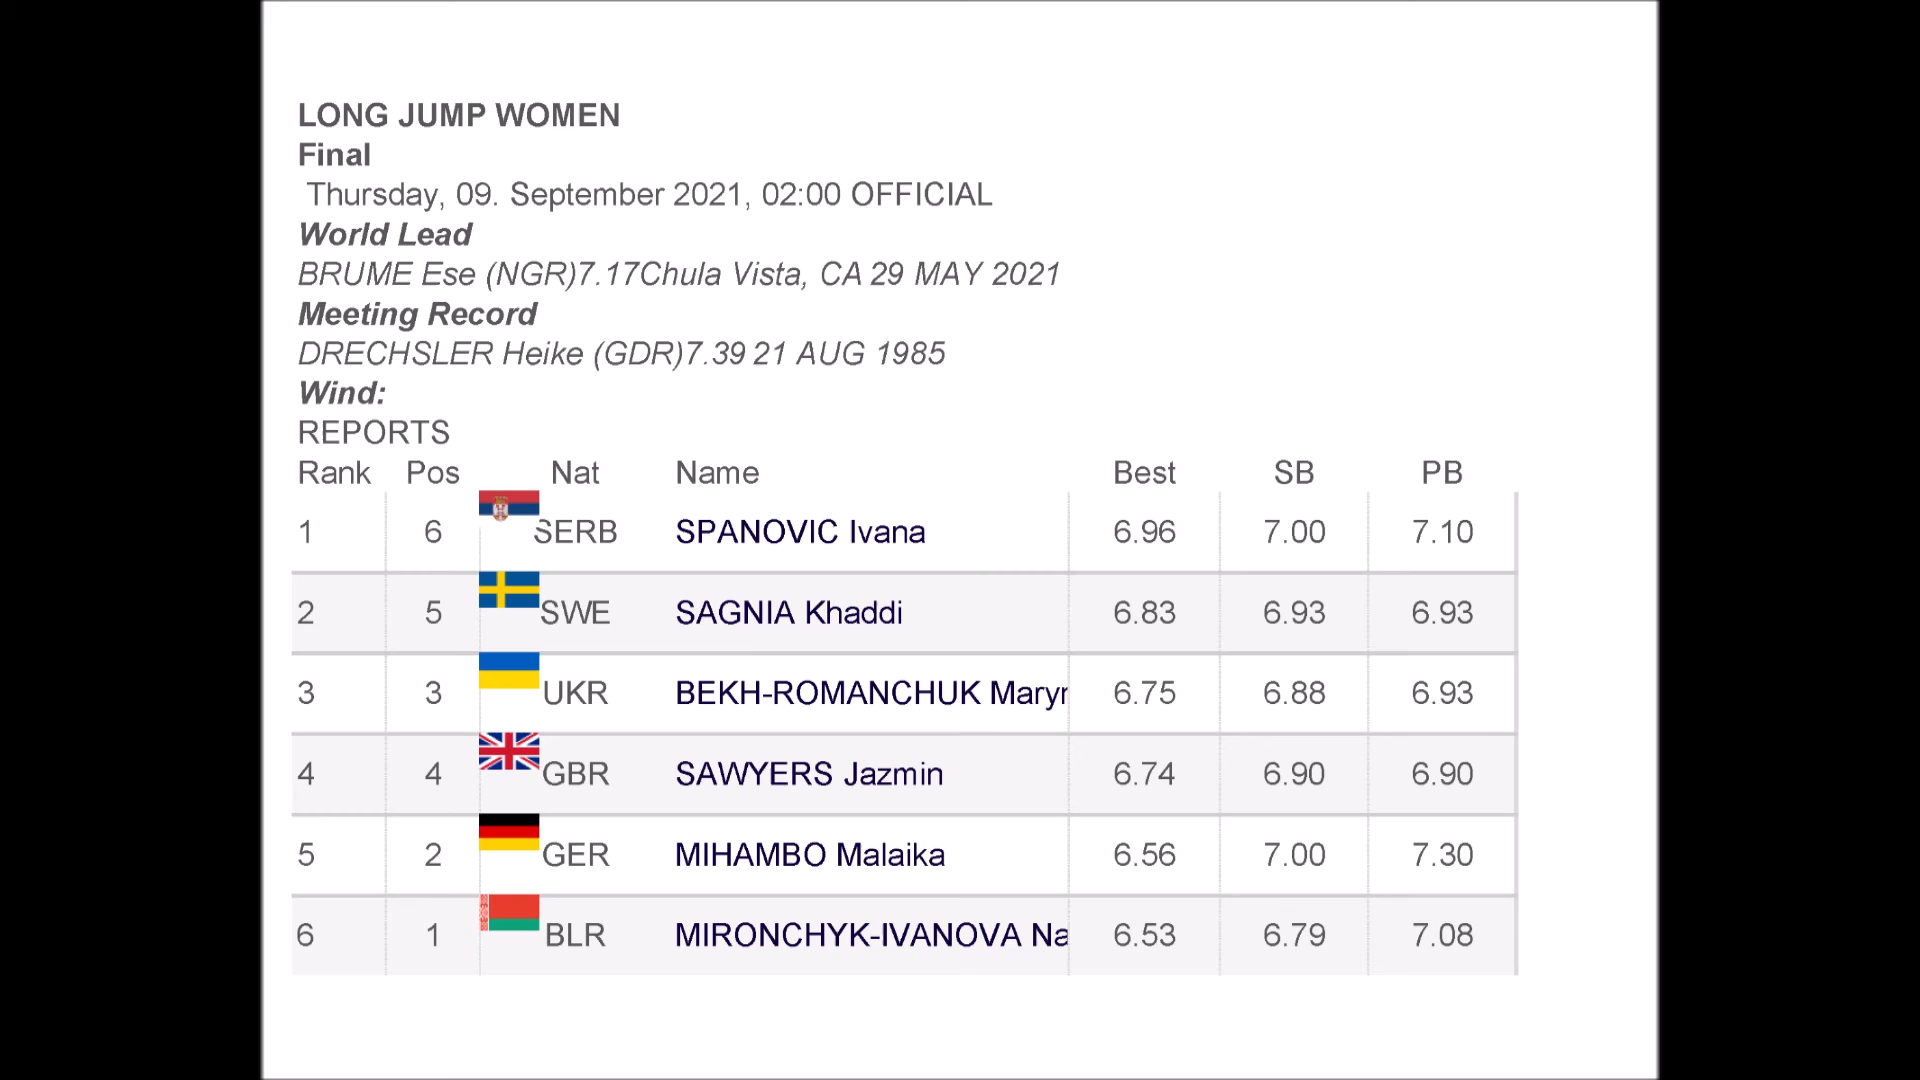 LONG JUMP WOMEN
Final
Thursday, 09. September 2021, 02:00 OFFICIAL
World Lead
BRUME Ese (NGR)7.17Chula Vista, CA 29 MAY 2021
Meeting Record
DRECHSLER Heike (GDR)7.39 21 AUG 1985
Wind:
REPORTS
Rank Pos Nat Name Best SB PB
1 6 SERB SPANOVIC Ivana 6.96 7.00 7.10
2 5 SWE SAGNIA Khaddi 6.83 6.93 6.93
3 3 UKR BEKH-ROMANCHUK Mary 6.75 6.88 6.93
4 4 GBR SAWYERS Jazmin 6.74 6.90 6.90
5 2 GER MIHAMBO Malaika 6.56 7.00 7.30
6 1 BLR MIRONCHYK-IVANOVA Na 6.53 6.79 7.08